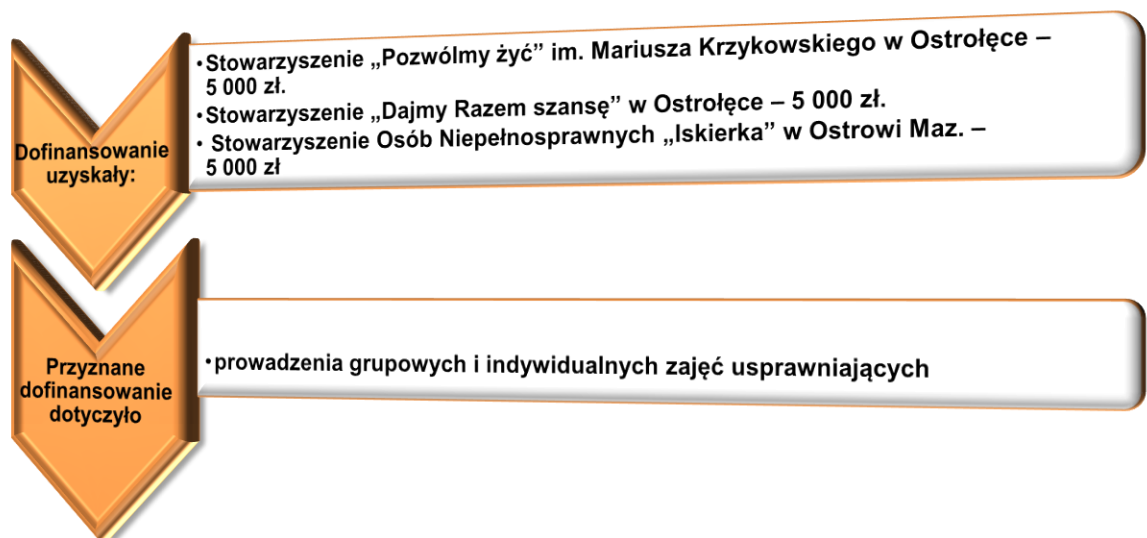 Dofinansowanie
uzyskały:
•Stowarzyszenie „Pozwólmy żyć” im. Mariusza Krzykowskiego w Ostrołęce –
5 000 zł.
•Stowarzyszenie „Dajmy Razem szansę” w Ostrołęce – 5 000 zł.
• Stowarzyszenie Osób Niepełnosprawnych „Iskierka” w Ostrowi Maz. –
5 000 zł
Przyznane
dofinansowanie
dotyczyło
•prowadzenia grupowych i indywidualnych zajęć usprawniających